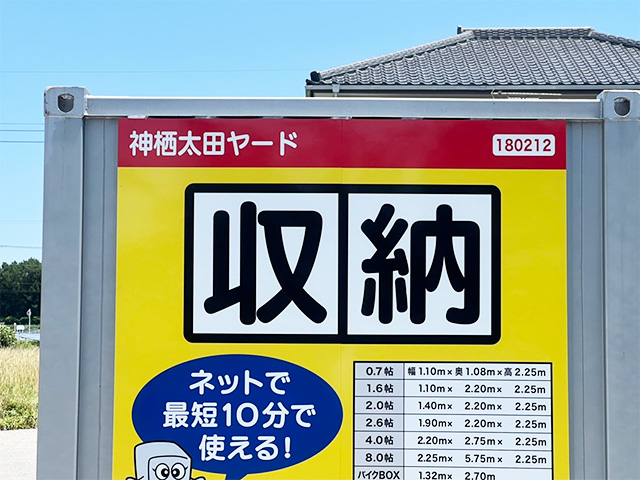 神栖太田ヤード 180212
収納
ネットで
最短10分で
使える!
0.7帖 幅1.10m× 奥1.08m×高2.25m
1.6帖 1.10m× 2.20m× 2.25m
2.0帖 1.40m× 2.20m× 2.25m
2.6帖 1.90m× 2.20m× 2.25m
4.0帖 2.20m× 2.75m× 2.25m
8.0帖 2.25m× 5.75m× 2.25m
バイクBOX 1.32m× 2.70m